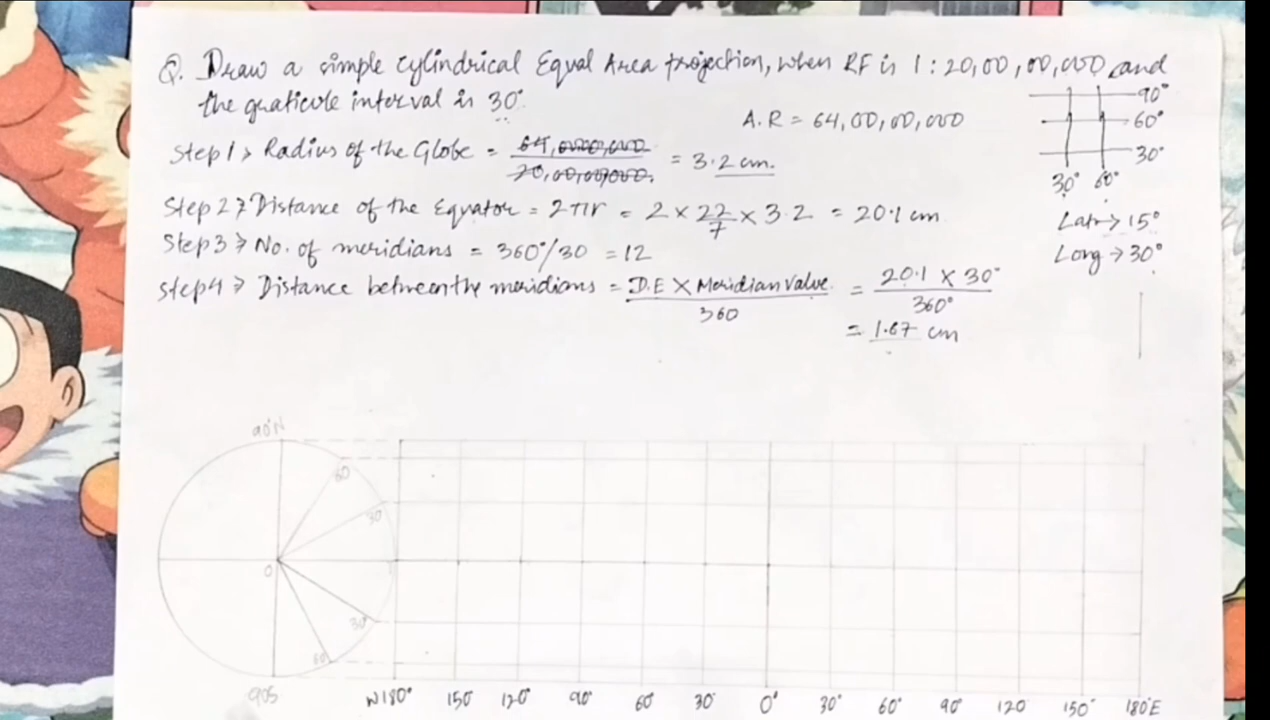 Q. Draw a simple cylindrical Equal Area projection, when RF is 1:20,00,00,000 and
the graticule interval is 30°.
90°
60°
30°
30° 60°
A.R = 64,00,00,000
Step 1 > Radius of the Globe = 64,0000,000 / 20,00,00,000. = 3.2 cm.
Step 2 > Distance of the Equator = 2πr = 2 × 22/7 × 3.2 = 20.1 cm
Lat → 15°
Step 3 > No. of meridians = 360°/30 = 12
Long → 30°
Step 4 > Distance between the meridians = D.E × Meridian Value. / 360 = 20.1 × 30° / 360°
= 1.67 cm
90°N
60
30
0
30°
60
90S
W180° 150 120° 90° 60 30 0° 30° 60° 90° 120 150° 180°E